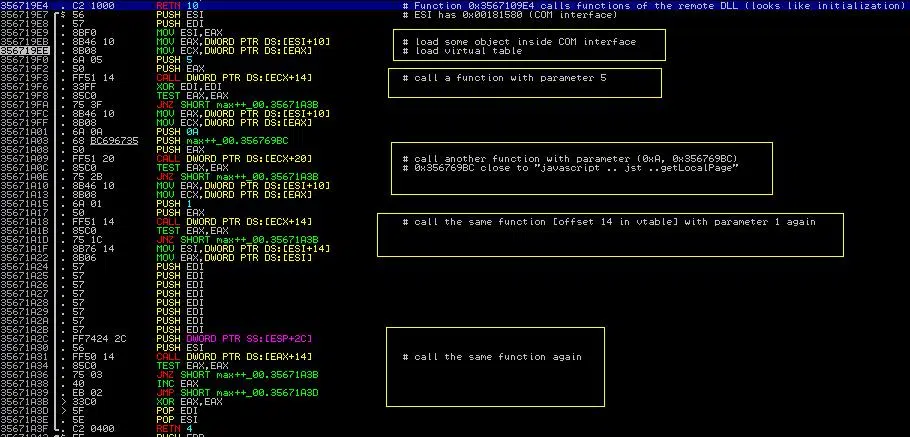 356719E4 . C2 1000 RETN 10 # Function 0x3567109E4 calls functions of the remote DLL (looks like initialization)
356719E7 $ 56 PUSH ESI # ESI has 0x00181580 (COM interface)
356719E8 . 57 PUSH EDI
356719E9 . 8BF0 MOV ESI,EAX
356719EB . 8B46 10 MOV EAX,DWORD PTR DS:[ESI+10] # load some object inside COM interface
356719EE . 8B08 MOV ECX,DWORD PTR DS:[EAX] # load virtual table
356719F0 . 6A 05 PUSH 5
356719F2 . 50 PUSH EAX
356719F3 . FF51 14 CALL DWORD PTR DS:[ECX+14] # call a function with parameter 5
356719F6 . 33FF XOR EDI,EDI
356719F8 . 85C0 TEST EAX,EAX
356719FA . 75 3F JNZ SHORT max++_00.35671A3B
356719FC . 8B46 10 MOV EAX,DWORD PTR DS:[ESI+10]
356719FF . 8B08 MOV ECX,DWORD PTR DS:[EAX]
35671A01 . 6A 0A PUSH 0A
35671A03 . 68 BC696735 PUSH max++_00.356769BC
35671A08 . 50 PUSH EAX
35671A09 . FF51 20 CALL DWORD PTR DS:[ECX+20] # call another function with parameter (0xA, 0x356769BC)
35671A0C . 85C0 TEST EAX,EAX # 0x356769BC close to "javascript .. jst ..getLocalPage"
35671A0E . 75 2B JNZ SHORT max++_00.35671A3B
35671A10 . 8B46 10 MOV EAX,DWORD PTR DS:[ESI+10]
35671A13 . 8B08 MOV ECX,DWORD PTR DS:[EAX]
35671A15 . 6A 01 PUSH 1
35671A17 . 50 PUSH EAX
35671A18 . FF51 14 CALL DWORD PTR DS:[ECX+14] # call the same function [offset 14 in vtable] with parameter 1 again
35671A1B . 85C0 TEST EAX,EAX
35671A1D . 75 1C JNZ SHORT max++_00.35671A3B
35671A1F . 8B76 14 MOV ESI,DWORD PTR DS:[ESI+14]
35671A22 . 8B06 MOV EAX,DWORD PTR DS:[ESI]
35671A24 . 57 PUSH EDI
35671A25 . 57 PUSH EDI
35671A26 . 57 PUSH EDI
35671A27 . 57 PUSH EDI
35671A28 . 57 PUSH EDI
35671A29 . 57 PUSH EDI
35671A2A . 57 PUSH EDI
35671A2B . 57 PUSH EDI
35671A2C . FF7424 2C PUSH DWORD PTR SS:[ESP+2C]
35671A30 . 56 PUSH ESI
35671A31 . FF50 14 CALL DWORD PTR DS:[EAX+14] # call the same function again
35671A34 . 85C0 TEST EAX,EAX
35671A36 . 75 03 JNZ SHORT max++_00.35671A3B
35671A38 . 40 INC EAX
35671A39 . EB 02 JMP SHORT max++_00.35671A3D
35671A3B > 33C0 XOR EAX,EAX
35671A3D > 5F POP EDI
35671A3E . 5E POP ESI
35671A3F . C2 0400 RETN 4